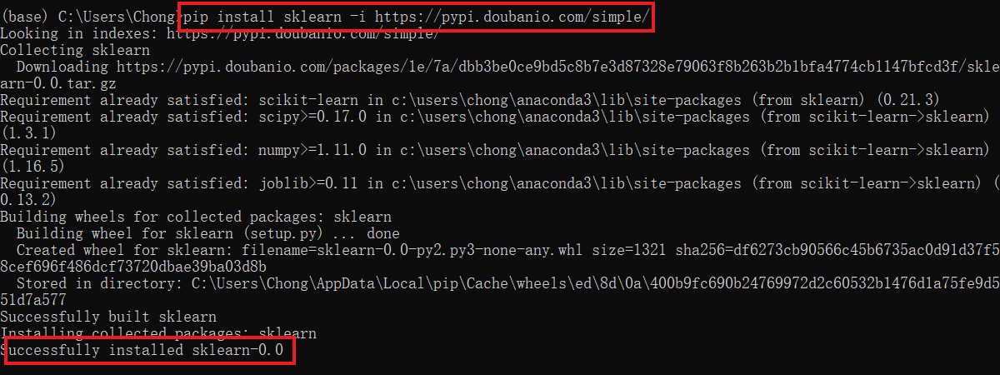 (base) C:\Users\Chong>pip install sklearn -i https://pypi.doubanio.com/simple/
Looking in indexes: https://pypi.doubanio.com/simple/
Collecting sklearn
  Downloading https://pypi.doubanio.com/packages/1e/7a/dbb3be0ce9bd5c8b7e3d87328e79063f8b263b2b1bfa4774cb1147bfcd3f/skle
arn-0.0.tar.gz
Requirement already satisfied: scikit-learn in c:\users\chong\anaconda3\lib\site-packages (from sklearn) (0.21.3)
Requirement already satisfied: scipy>=0.17.0 in c:\users\chong\anaconda3\lib\site-packages (from scikit-learn->sklearn)
(1.3.1)
Requirement already satisfied: numpy>=1.11.0 in c:\users\chong\anaconda3\lib\site-packages (from scikit-learn->sklearn)
(1.16.5)
Requirement already satisfied: joblib>=0.11 in c:\users\chong\anaconda3\lib\site-packages (from scikit-learn->sklearn) (
0.13.2)
Building wheels for collected packages: sklearn
  Building wheel for sklearn (setup.py) ... done
  Created wheel for sklearn: filename=sklearn-0.0-py2.py3-none-any.whl size=1321 sha256=df6273cb90566c45b6735ac0d91d37f5
8cef696f486dcf73720dbae39ba03d8b
  Stored in directory: C:\Users\Chong\AppData\Local\pip\Cache\wheels\ed\8d\0a\400b9fc690b24769972d2c60532b1476d1a75fe9d5
51d7a577
Successfully built sklearn
Installing collected packages: sklearn
Successfully installed sklearn-0.0